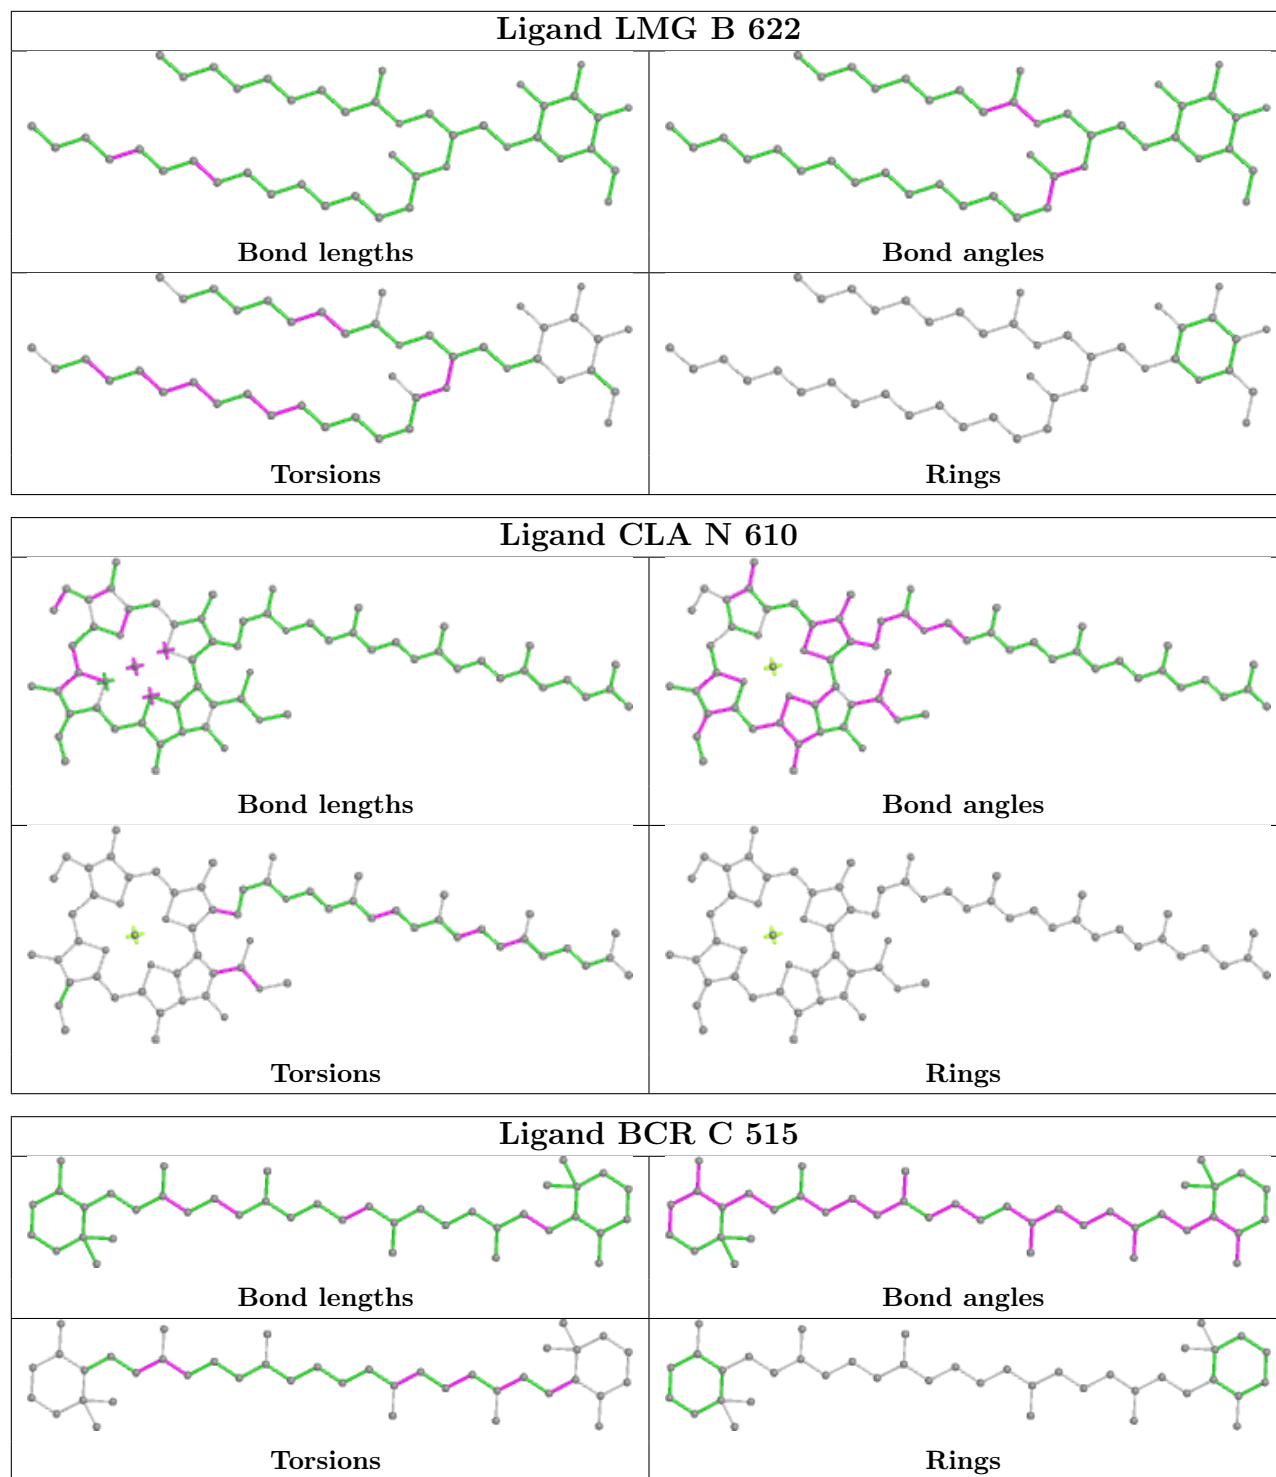 Ligand LMG B 622
Bond lengths
Bond angles
Torsions
Rings
Ligand CLA N 610
Bond lengths
Bond angles
Torsions
Rings
Ligand BCR C 515
Bond lengths
Bond angles
Torsions
Rings